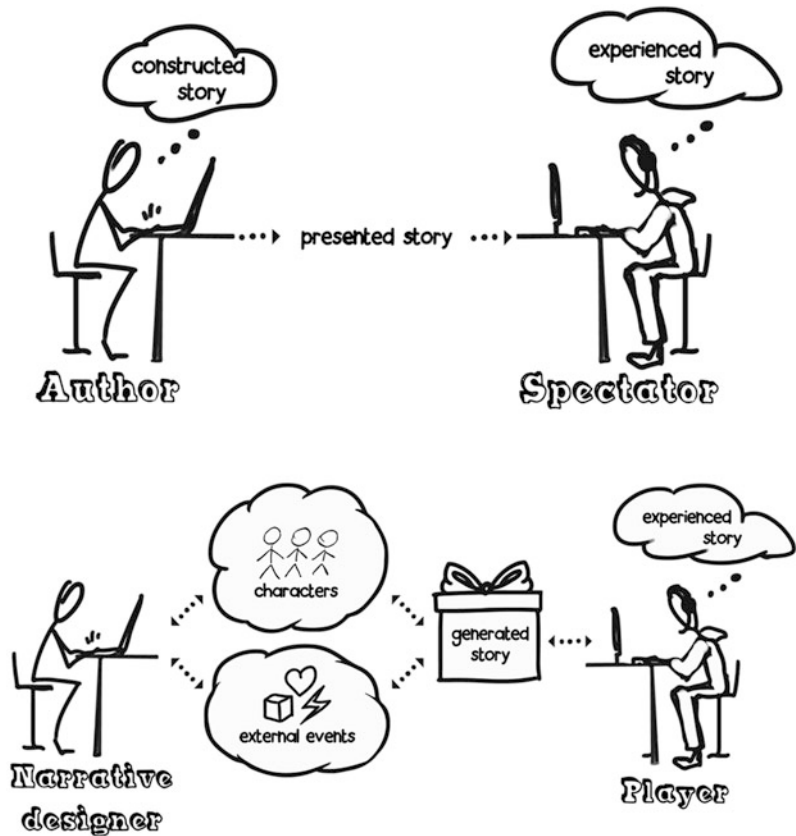 constructed
story
experienced
story
presented story
Author
Spectator
characters
external events
generated
story
experienced
story
Narrative
designer
Player